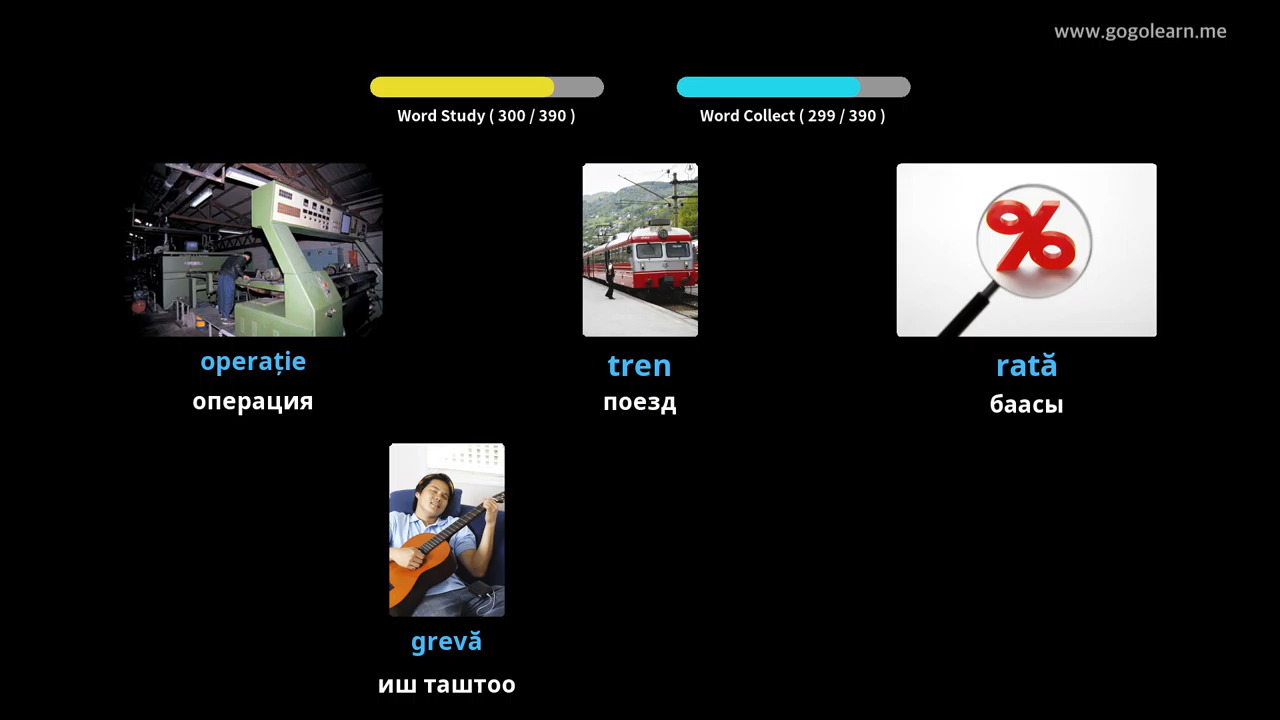 www.gogolearn.me
Word Study ( 300 / 390 )
Word Collect ( 299 / 390 )
operație
операция
tren
поезд
rată
баасы
%
grevă
иш таштоо